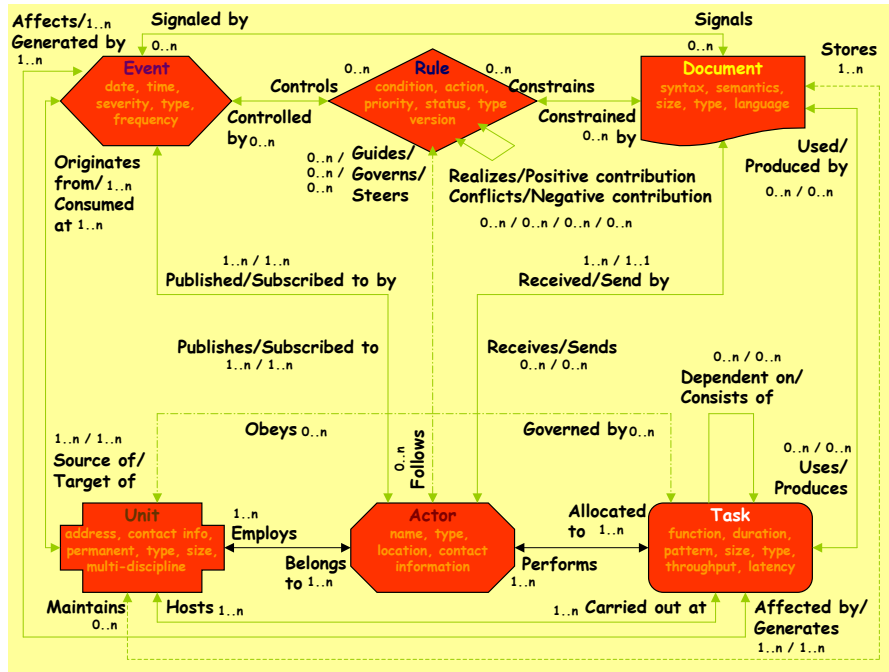 Affects/1..n
Generated by
1..n
Signaled by
0..n
Signals
0..n
Stores
1..n
Event
date, time,
severity, type,
frequency
Controls
Controlled
by 0..n
0..n
Rule
condition, action,
priority, status, type
version
0..n
Constrains
Constrained
0..n by
Document
syntax, semantics,
size, type, language
Used/
Produced by
0..n / 0..n
Originates
from/ 1..n
Consumed
at 1..n
0..n / Guides/
0..n / Governs/
0..n Steers
Realizes/Positive contribution
Conflicts/Negative contribution
0..n / 0..n / 0..n / 0..n
1..n / 1..n
Published/Subscribed to by
1..n / 1..1
Received/Send by
Publishes/Subscribed to
1..n / 1..n
Receives/Sends
0..n / 0..n
0..n / 0..n
Dependent on/
Consists of
Obeys 0..n
0..n
Follows
Governed by 0..n
1..n / 1..n
Source of/
Target of
0..n / 0..n
Uses/
Produces
Unit
address, contact info,
permanent, type, size,
multi-discipline
1..n
Employs
Belongs
to 1..n
Actor
name, type,
location, contact
information
Allocated
to 1..n
Performs
1..n
Task
function, duration,
pattern, size, type,
throughput, latency
Maintains
0..n
Hosts 1..n
1..n Carried out at
Affected by/
Generates
1..n / 1..n